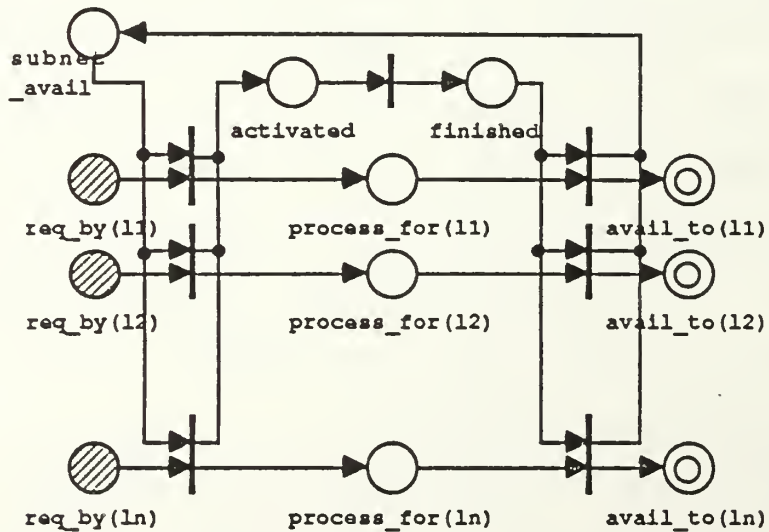 subnet
_avail
activated finished
req_by(l1) process_for(l1) avail_to(l1)
req_by(l2) process_for(l2) avail_to(l2)
req_by(ln) process_for(ln) avail_to(ln)